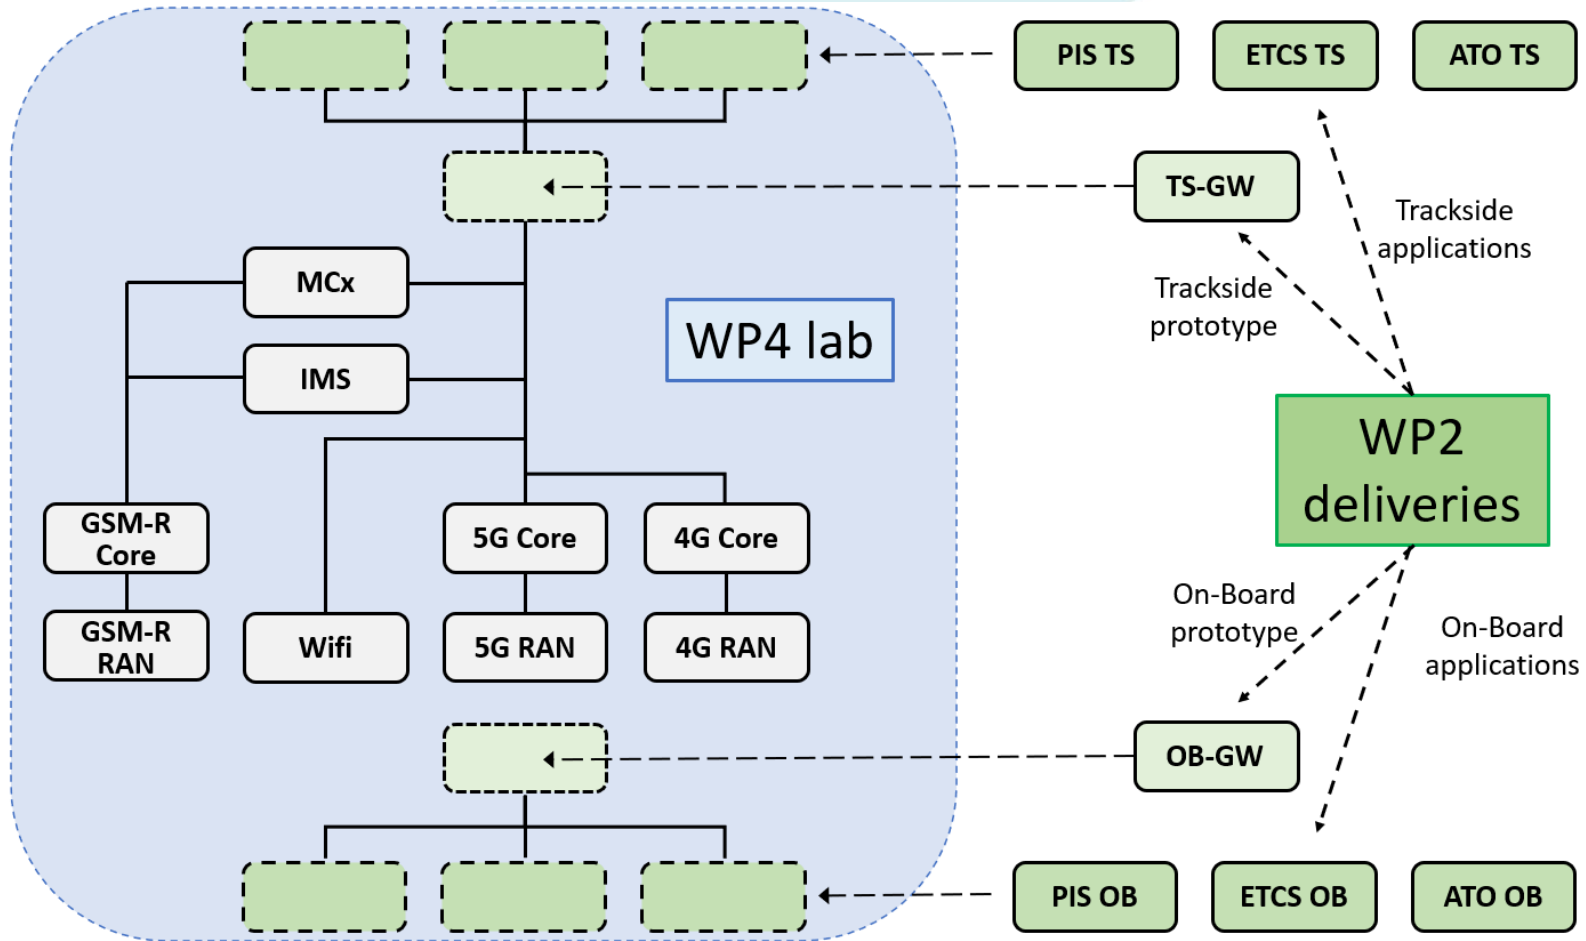 PIS TS
ETCS TS
ATO TS
TS-GW
Trackside
applications
Trackside
prototype
MCx
WP4 lab
IMS
WP2
deliveries
GSM-R
Core
5G Core
4G Core
GSM-R
RAN
Wifi
5G RAN
4G RAN
On-Board
prototype
On-Board
applications
OB-GW
PIS OB
ETCS OB
ATO OB